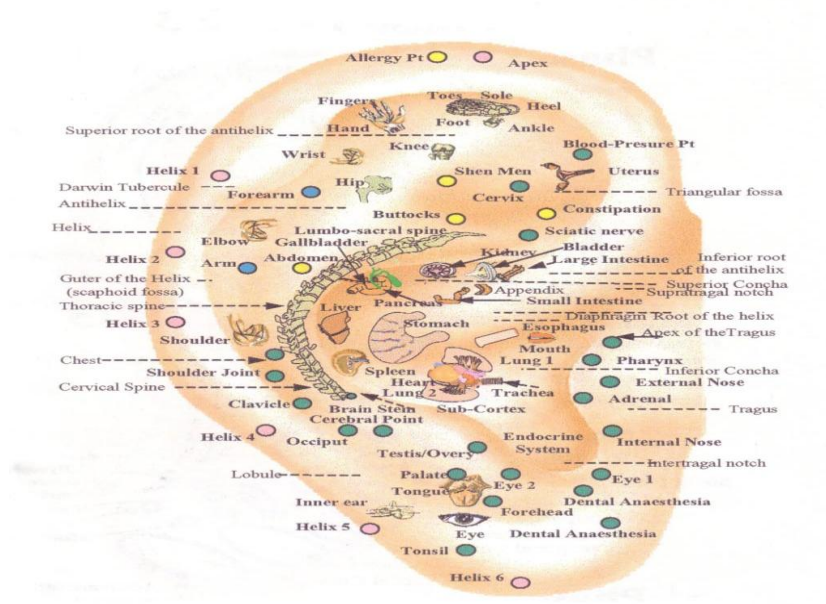 Allergy Pt
Apex
Fingers
Toes Sole
Heel
Foot
Ankle
Superior root of the antihelix
Hand
Knee
Blood-Presure Pt
Wrist
Helix 1
Shen Men
Uterus
Darwin Tubercule
Forearm
Hip
Cervix
Triangular fossa
Antihelix
Buttocks
Constipation
Helix
Lumbo-sacral spine
Sciatic nerve
Elbow
Gallbladder
Kidney
Bladder
Helix 2
Arm
Abdomen
Large Intestine
Inferior root
of the antihelix
Guter of the Helix
(scaphoid fossa)
Appendix
Superior Concha
Supratragal notch
Thoracic spine
Pancreas
Small Intestine
Liver
Diaphragm Root of the helix
Helix 3
Stomach
Esophagus
Apex of theTragus
Shoulder
Mouth
Chest
Lung 1
Pharynx
Shoulder Joint
Spleen
Inferior Concha
Cervical Spine
Heart
External Nose
Lung 2
Trachea
Adrenal
Clavicle
Brain Stem
Sub-Cortex
Tragus
Cerebral Point
Helix 4
Occiput
Endocrine
System
Internal Nose
Testis/Overy
Intertragal notch
Lobule
Palate
Eye 2
Eye 1
Tongue
Inner ear
Forehead
Dental Anaesthesia
Helix 5
Eye
Dental Anaesthesia
Tonsil
Helix 6